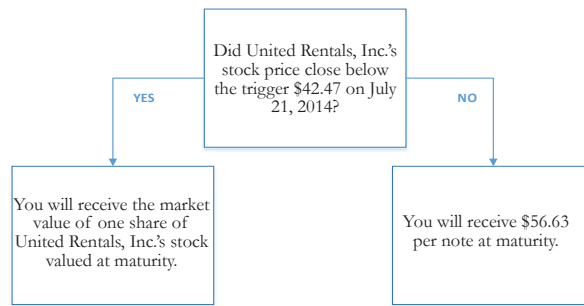 Did United Rentals, Inc.'s
stock price close below
the trigger $42.47 on July
21, 2014?
YES
NO
You will receive the market
value of one share of
United Rentals, Inc.'s stock
valued at maturity.
You will receive $56.63
per note at maturity.